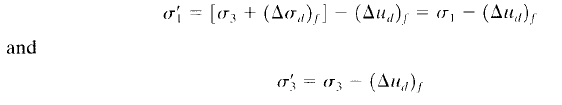 σ′₁ = [σ₃ + (Δσ_d)_f] − (Δu_d)_f = σ₁ − (Δu_d)_f
and
σ′₃ = σ₃ − (Δu_d)_f